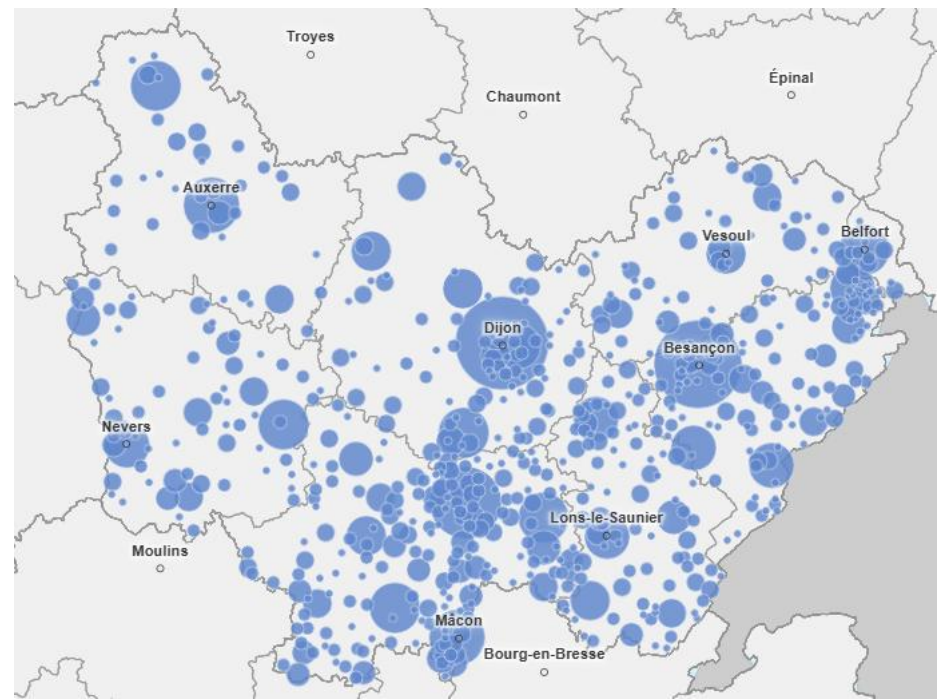 Troyes
Épinal
Chaumont
Auxerre
Vesoul
Belfort
Dijon
Besançon
Nevers
Lons-le-Saunier
Moulins
Mâcon
Bourg-en-Bresse